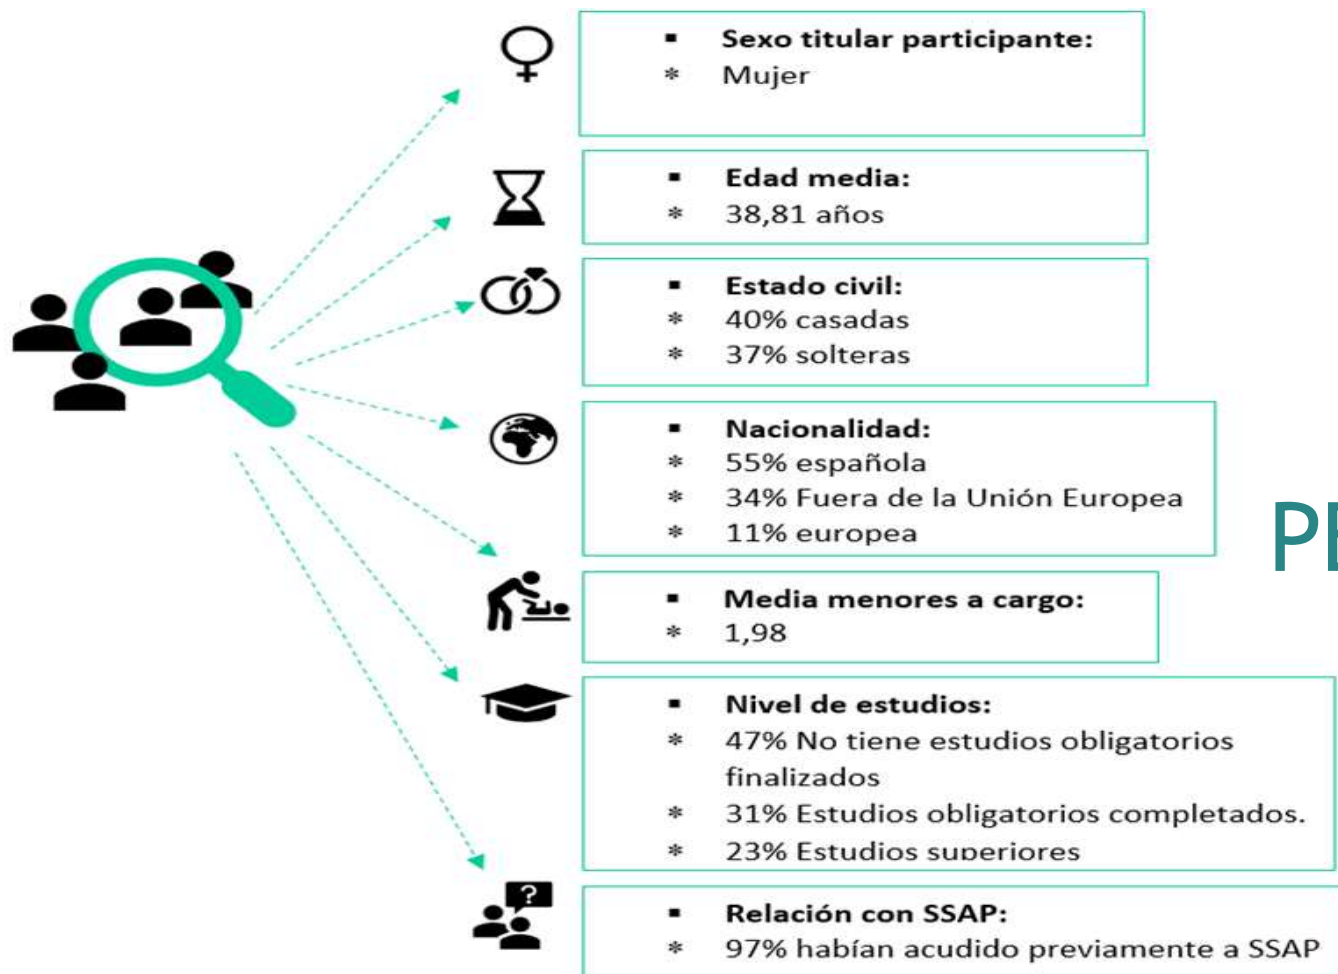 ▪ Sexo titular participante:
* Mujer
▪ Edad media:
* 38,81 años
▪ Estado civil:
* 40% casadas
* 37% solteras
▪ Nacionalidad:
* 55% española
* 34% Fuera de la Unión Europea
* 11% europea
▪ Media menores a cargo:
* 1,98
▪ Nivel de estudios:
* 47% No tiene estudios obligatorios
finalizados
* 31% Estudios obligatorios completados.
* 23% Estudios superiores
?
▪ Relación con SSAP:
* 97% habían acudido previamente a SSAP